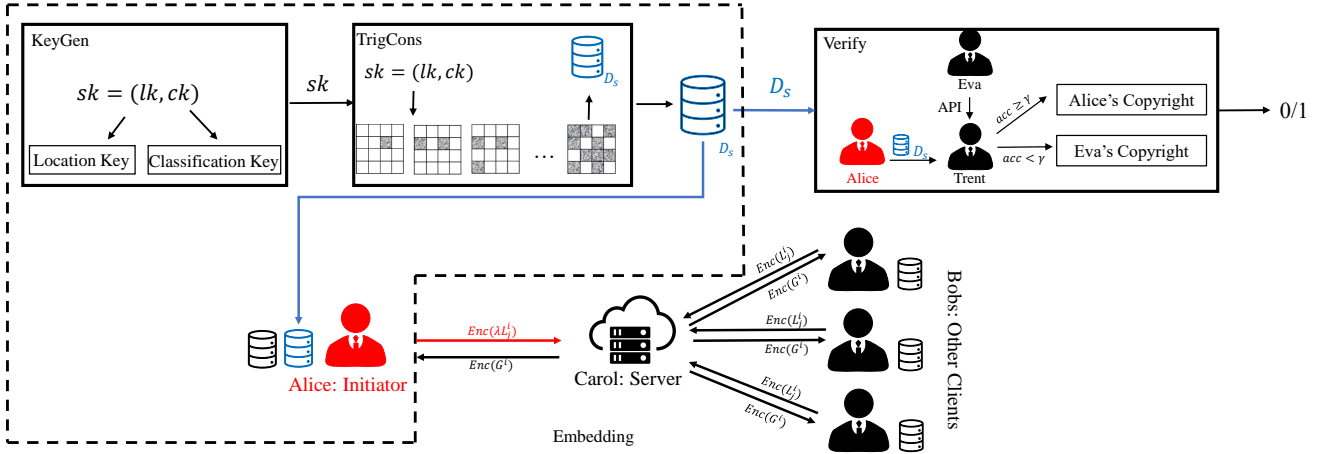 KeyGen
sk = (lk, ck)
Location Key
Classification Key
sk
TrigCons
sk = (lk, ck)
...
D_s
D_s
D_s
Verify
Eva
API
Alice
D_s
Trent
acc ≥ γ
acc < γ
Alice's Copyright
Eva's Copyright
0/1
Alice: Initiator
Enc(λL_j^i)
Enc(G^i)
Carol: Server
Embedding
Enc(L_j^i)
Enc(G^i)
Enc(L_j^i)
Enc(G^i)
Enc(L_j^i)
Enc(G^i)
Bobs: Other Clients